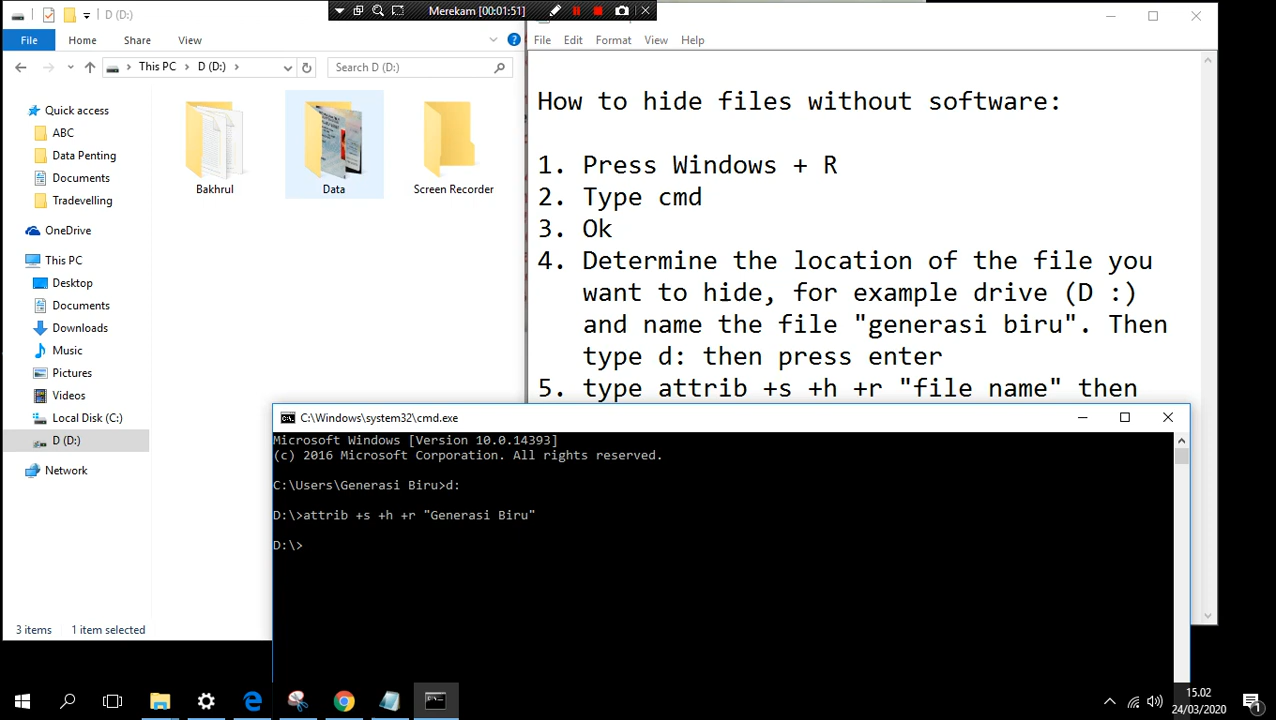 D (D:)
Merekam [00:01:51]
File
Home
Share
View
This PC
D (D:)
Search D (D:)
Quick access
ABC
Data Penting
Documents
Tradevelling
OneDrive
This PC
Desktop
Documents
Downloads
Music
Pictures
Videos
Local Disk (C:)
D (D:)
Network
Bakhrul
Data
Screen Recorder
3 items
1 item selected
File
Edit
Format
View
Help
How to hide files without software:
1. Press Windows + R
2. Type cmd
3. Ok
4. Determine the location of the file you
want to hide, for example drive (D :)
and name the file "generasi biru". Then
type d: then press enter
5. type attrib +s +h +r "file name" then
C:\Windows\system32\cmd.exe
Microsoft Windows [Version 10.0.14393]
(c) 2016 Microsoft Corporation. All rights reserved.
C:\Users\Generasi Biru>d:
D:\>attrib +s +h +r "Generasi Biru"
D:\>
15.02
24/03/2020
1